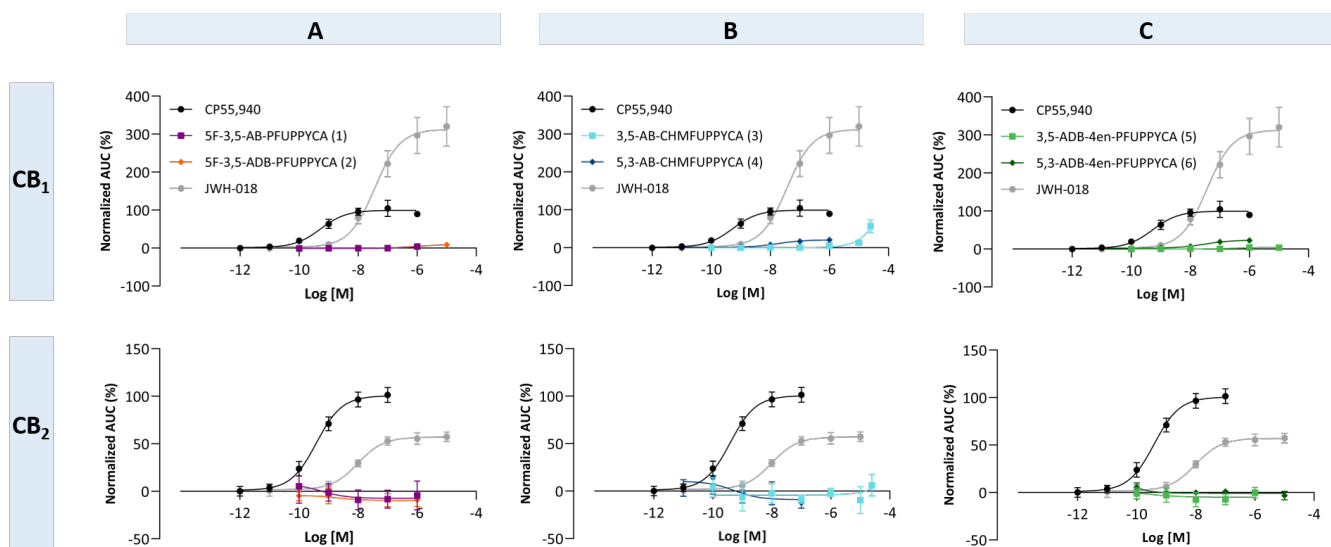 A
B
C
CB1
Normalized AUC (%)
400
300
200
100
0
-100
-12
-10
-8
-6
-4
Log [M]
CP55,940
5F-3,5-AB-PFUPPYCA (1)
5F-3,5-ADB-PFUPPYCA (2)
JWH-018
Normalized AUC (%)
400
300
200
100
0
-100
-12
-10
-8
-6
-4
Log [M]
CP55,940
3,5-AB-CHMFUPPYCA (3)
5,3-AB-CHMFUPPYCA (4)
JWH-018
Normalized AUC (%)
400
300
200
100
0
-100
-12
-10
-8
-6
-4
Log [M]
CP55,940
3,5-ADB-4en-PFUPPYCA (5)
5,3-ADB-4en-PFUPPYCA (6)
JWH-018
CB2
Normalized AUC (%)
150
100
50
0
-50
-12
-10
-8
-6
-4
Log [M]
Normalized AUC (%)
150
100
50
0
-50
-12
-10
-8
-6
-4
Log [M]
Normalized AUC (%)
150
100
50
0
-50
-12
-10
-8
-6
-4
Log [M]